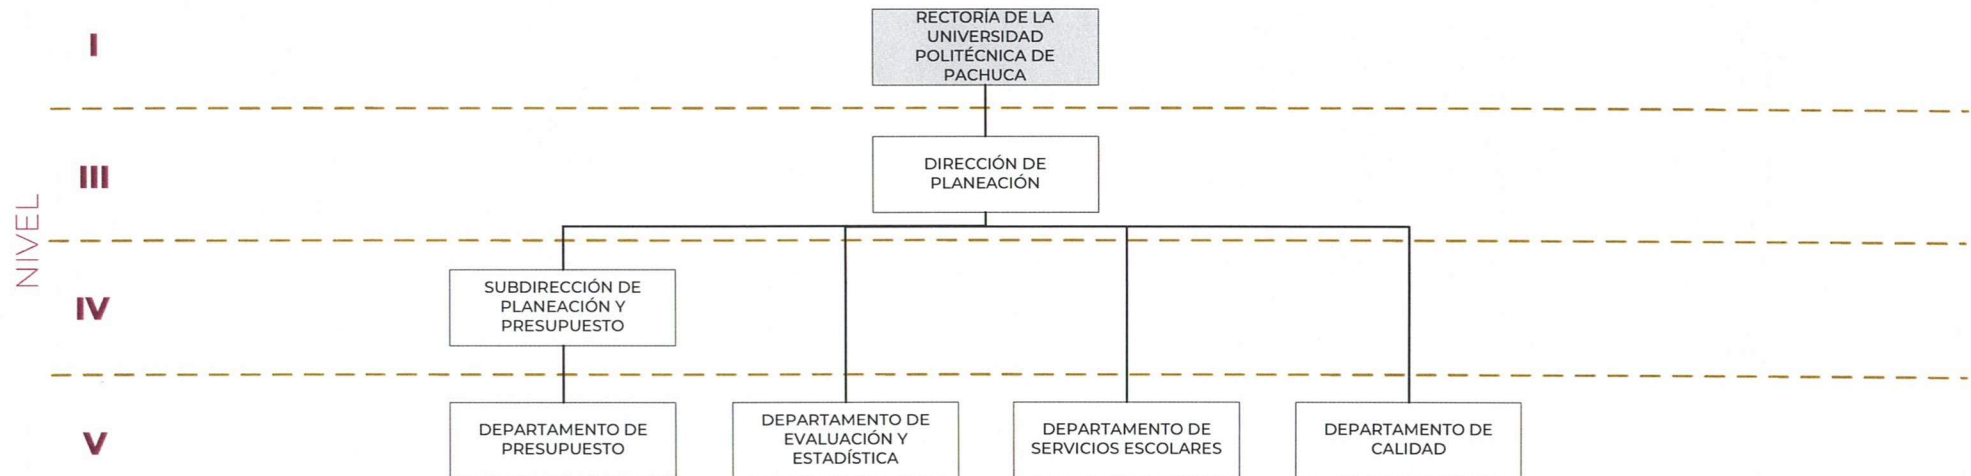 I
RECTORÍA DE LA
UNIVERSIDAD
POLITÉCNICA DE
PACHUCA
NIVEL
III
DIRECCIÓN DE
PLANEACIÓN
IV
SUBDIRECCIÓN DE
PLANEACIÓN Y
PRESUPUESTO
V
DEPARTAMENTO DE
PRESUPUESTO
DEPARTAMENTO DE
EVALUACIÓN Y
ESTADÍSTICA
DEPARTAMENTO DE
SERVICIOS ESCOLARES
DEPARTAMENTO DE
CALIDAD